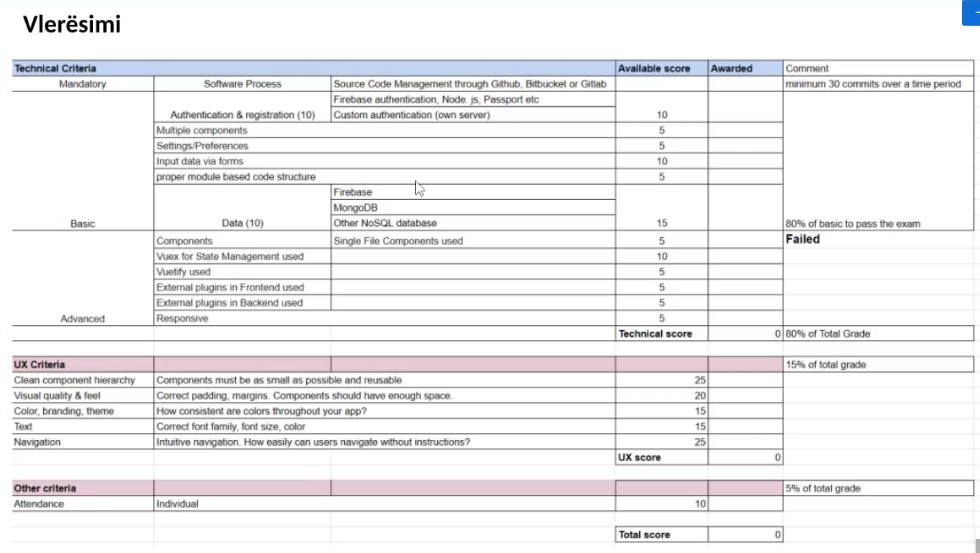 Vlerësimi
Technical Criteria Available score Awarded Comment
Mandatory Software Process Source Code Management through Github, Bitbucket or Gitlab minimum 30 commits over a time period
Firebase authentication, Node. js, Passport etc
Authentication & registration (10) Custom authentication (own server) 10
Multiple components 5
Settings/Preferences 5
Input data via forms 10
proper module based code structure 5
Firebase
MongoDB
Basic Data (10) Other NoSQL database 15 80% of basic to pass the exam
Components Single File Components used 5 Failed
Vuex for State Management used 10
Vuetify used 5
External plugins in Frontend used 5
External plugins in Backend used 5
Advanced Responsive 5
Technical score 0 80% of Total Grade
UX Criteria 15% of total grade
Clean component hierarchy Components must be as small as possible and reusable 25
Visual quality & feel Correct padding, margins. Components should have enough space. 20
Color, branding, theme How consistent are colors throughout your app? 15
Text Correct font family, font size, color 15
Navigation Intuitive navigation. How easily can users navigate without instructions? 25
UX score 0
Other criteria 5% of total grade
Attendance Individual 10
Total score 0